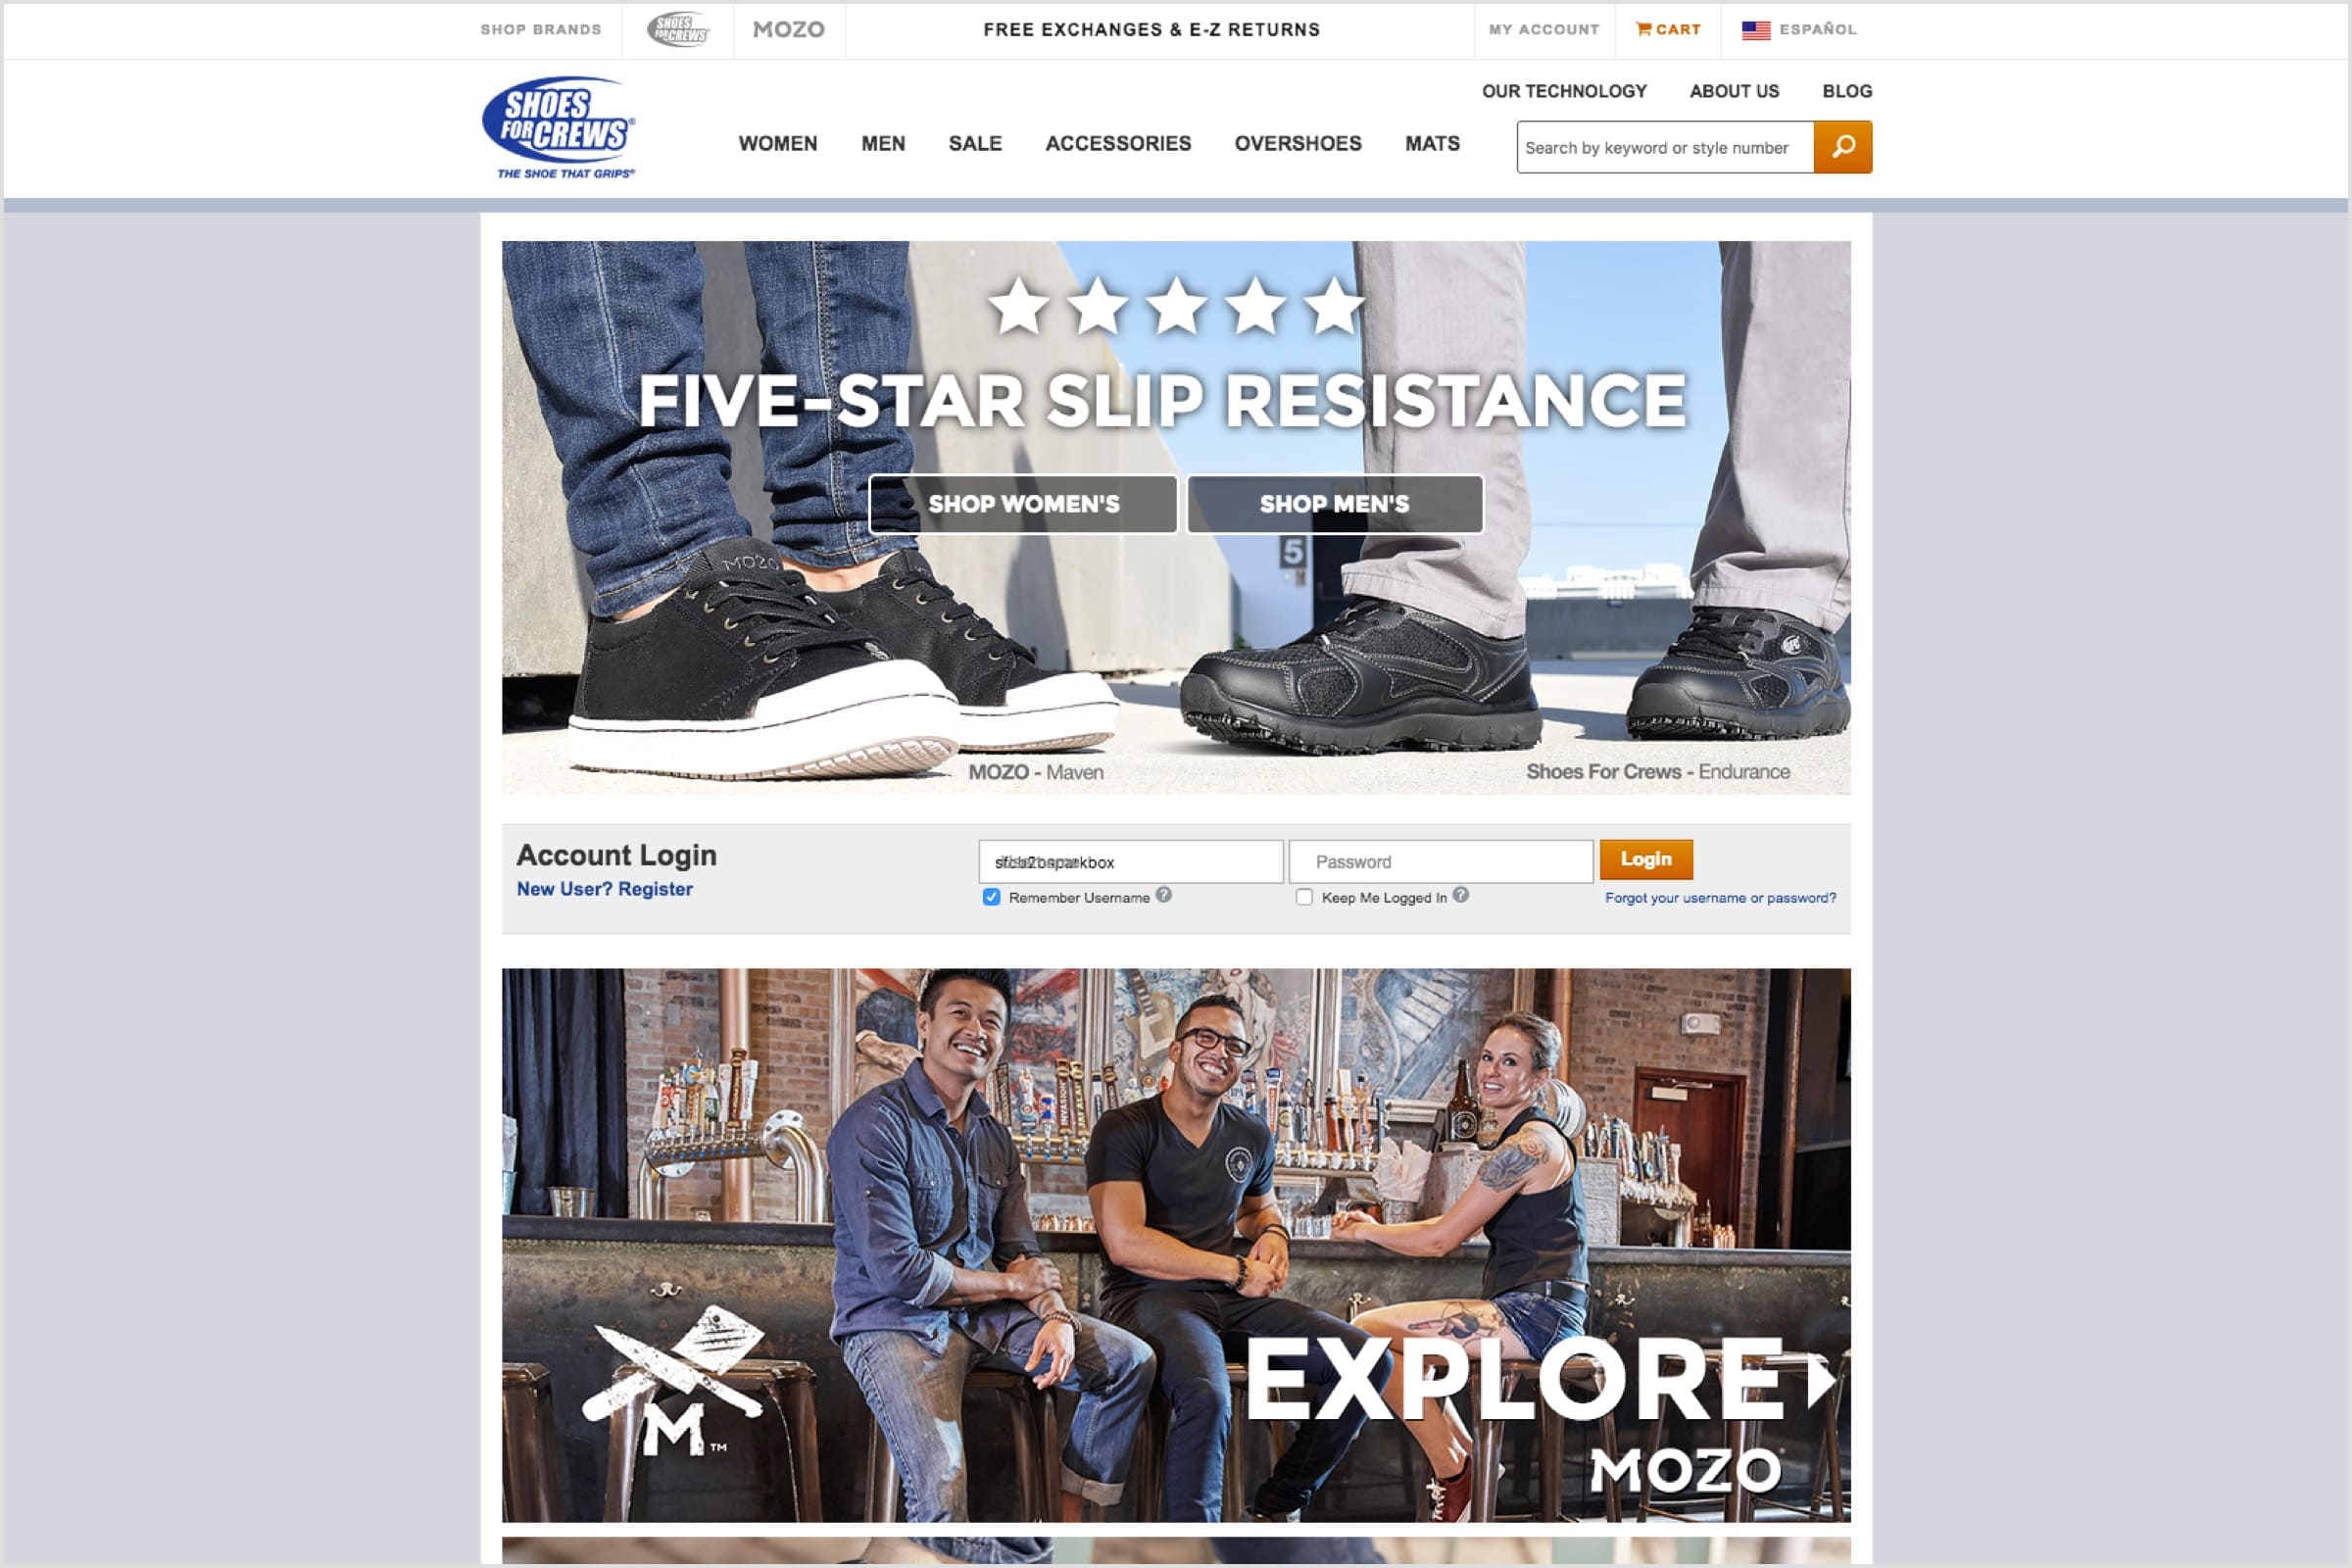 SHOP BRANDS
SHOES FOR CREWS
MOZO
FREE EXCHANGES & E-Z RETURNS
MY ACCOUNT
CART
ESPAÑOL
SHOES
FOR CREWS®
THE SHOE THAT GRIPS®
OUR TECHNOLOGY ABOUT US BLOG
WOMEN MEN SALE ACCESSORIES OVERSHOES MATS
Search by keyword or style number
FIVE-STAR SLIP RESISTANCE
SHOP WOMEN'S
SHOP MEN'S
5
MOZO
MOZO - Maven
Shoes For Crews - Endurance
Account Login
New User? Register
Password
Login
Remember Username ?
Keep Me Logged In ?
Forgot your username or password?
EXPLORE
M™
MOZO